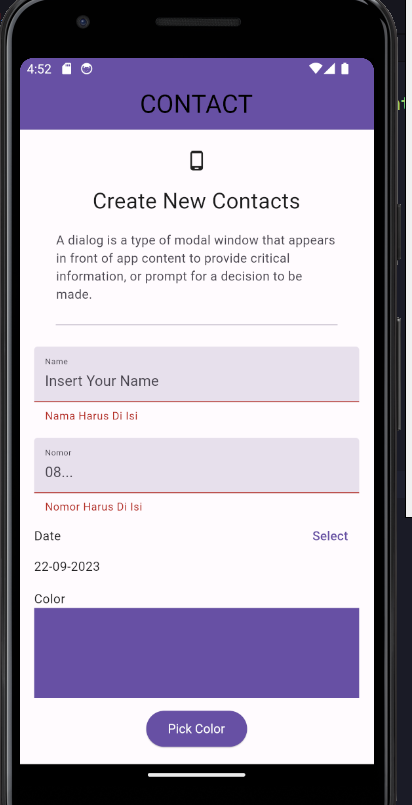 4:52
CONTACT
Create New Contacts
A dialog is a type of modal window that appears
in front of app content to provide critical
information, or prompt for a decision to be
made.
Name
Insert Your Name
Nama Harus Di Isi
Nomor
08...
Nomor Harus Di Isi
Date Select
22-09-2023
Color
Pick Color